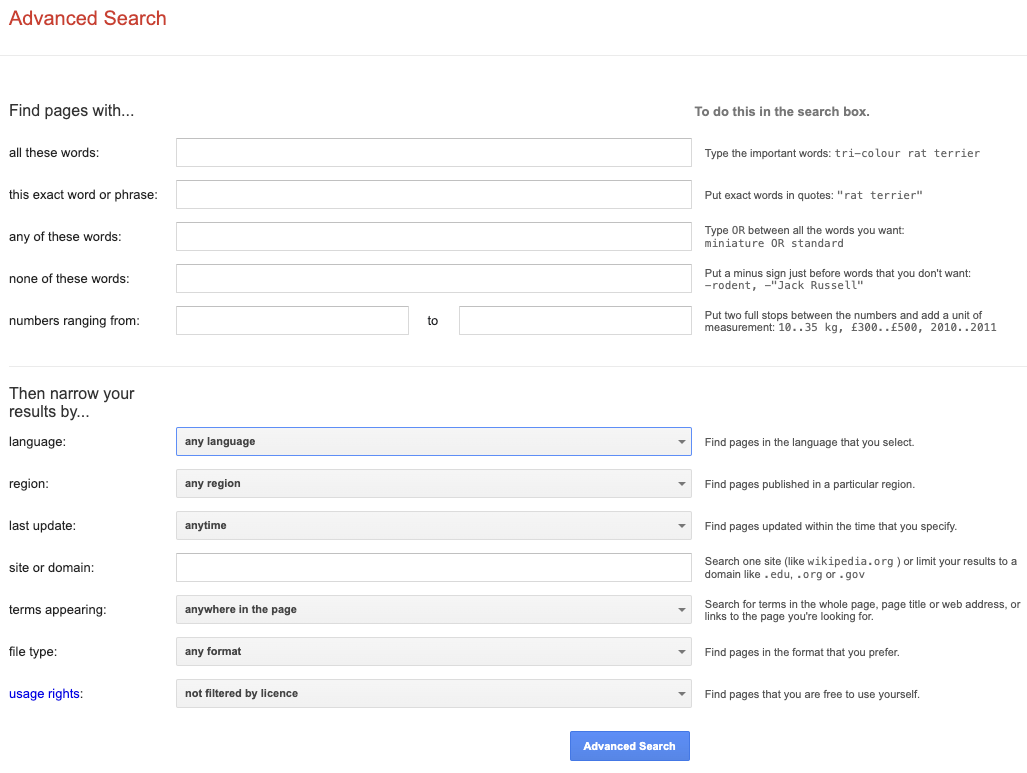 Advanced Search
Find pages with...
To do this in the search box.
all these words:
Type the important words: tri-colour rat terrier
this exact word or phrase:
Put exact words in quotes: "rat terrier"
any of these words:
Type OR between all the words you want:
miniature OR standard
none of these words:
Put a minus sign just before words that you don't want:
-rodent, -"Jack Russell"
numbers ranging from:
to
Put two full stops between the numbers and add a unit of
measurement: 10..35 kg, £300..£500, 2010..2011
Then narrow your
results by...
language:
any language
Find pages in the language that you select.
region:
any region
Find pages published in a particular region.
last update:
anytime
Find pages updated within the time that you specify.
site or domain:
Search one site (like wikipedia.org ) or limit your results to a
domain like .edu, .org or .gov
terms appearing:
anywhere in the page
Search for terms in the whole page, page title or web address, or
links to the page you're looking for.
file type:
any format
Find pages in the format that you prefer.
usage rights:
not filtered by licence
Find pages that you are free to use yourself.
Advanced Search